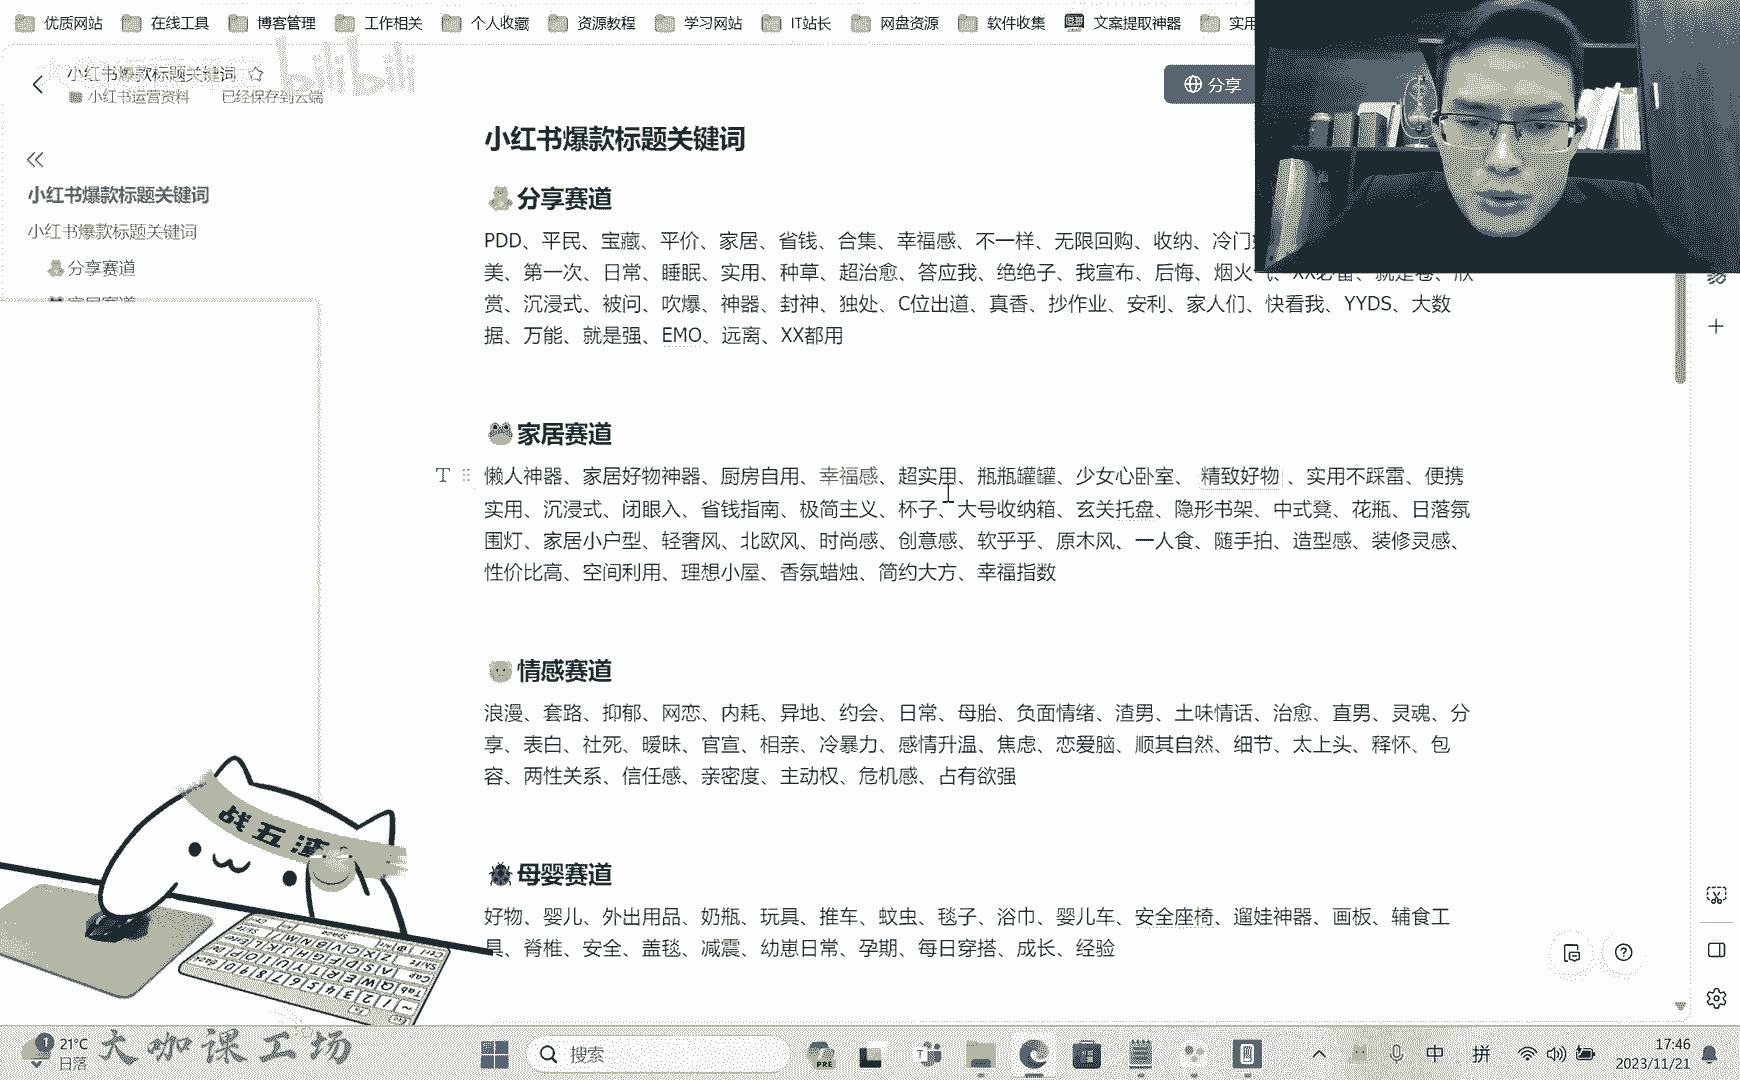 优质网站 在线工具 博客管理 工作相关 个人收藏 资源教程 学习网站 IT站长 网盘资源 软件收集 文案提取神器 实用
小红书爆款标题关键词
小红书运营资料 已经保存到云端
bilibili
分享
小红书爆款标题关键词
小红书爆款标题关键词
分享赛道
家居赛道
小红书爆款标题关键词
分享赛道
PDD、平民、宝藏、平价、家居、省钱、合集、幸福感、不一样、无限回购、收纳、冷门
美、第一次、日常、睡眠、实用、种草、超治愈、答应我、绝绝子、我宣布、后悔、烟火
赏、沉浸式、被问、吹爆、神器、封神、独处、C位出道、真香、抄作业、安利、家人们、快看我、YYDS、大数
据、万能、就是强、EMO、远离、XX都用
家居赛道
懒人神器、家居好物神器、厨房自用、幸福感、超实用、瓶瓶罐罐、少女心卧室、 精致好物 、实用不踩雷、便携
实用、沉浸式、闭眼入、省钱指南、极简主义、杯子、大号收纳箱、玄关托盘、隐形书架、中式凳、花瓶、日落氛
围灯、家居小户型、轻奢风、北欧风、时尚感、创意感、软乎乎、原木风、一人食、随手拍、造型感、装修灵感、
性价比高、空间利用、理想小屋、香氛蜡烛、简约大方、幸福指数
情感赛道
浪漫、套路、抑郁、网恋、内耗、异地、约会、日常、母胎、负面情绪、渣男、土味情话、治愈、直男、灵魂、分
享、表白、社死、暧昧、官宣、相亲、冷暴力、感情升温、焦虑、恋爱脑、顺其自然、细节、太上头、释怀、包
容、两性关系、信任感、亲密度、主动权、危机感、占有欲强
母婴赛道
好物、婴儿、外出用品、奶瓶、玩具、推车、蚊虫、毯子、浴巾、婴儿车、安全座椅、遛娃神器、画板、辅食工
具、脊椎、安全、盖毯、减震、幼崽日常、孕期、每日穿搭、成长、经验
战五渣
大咖课工场
1
21°C
日落
搜索
PRE
中
拼
17:46
2023/11/21